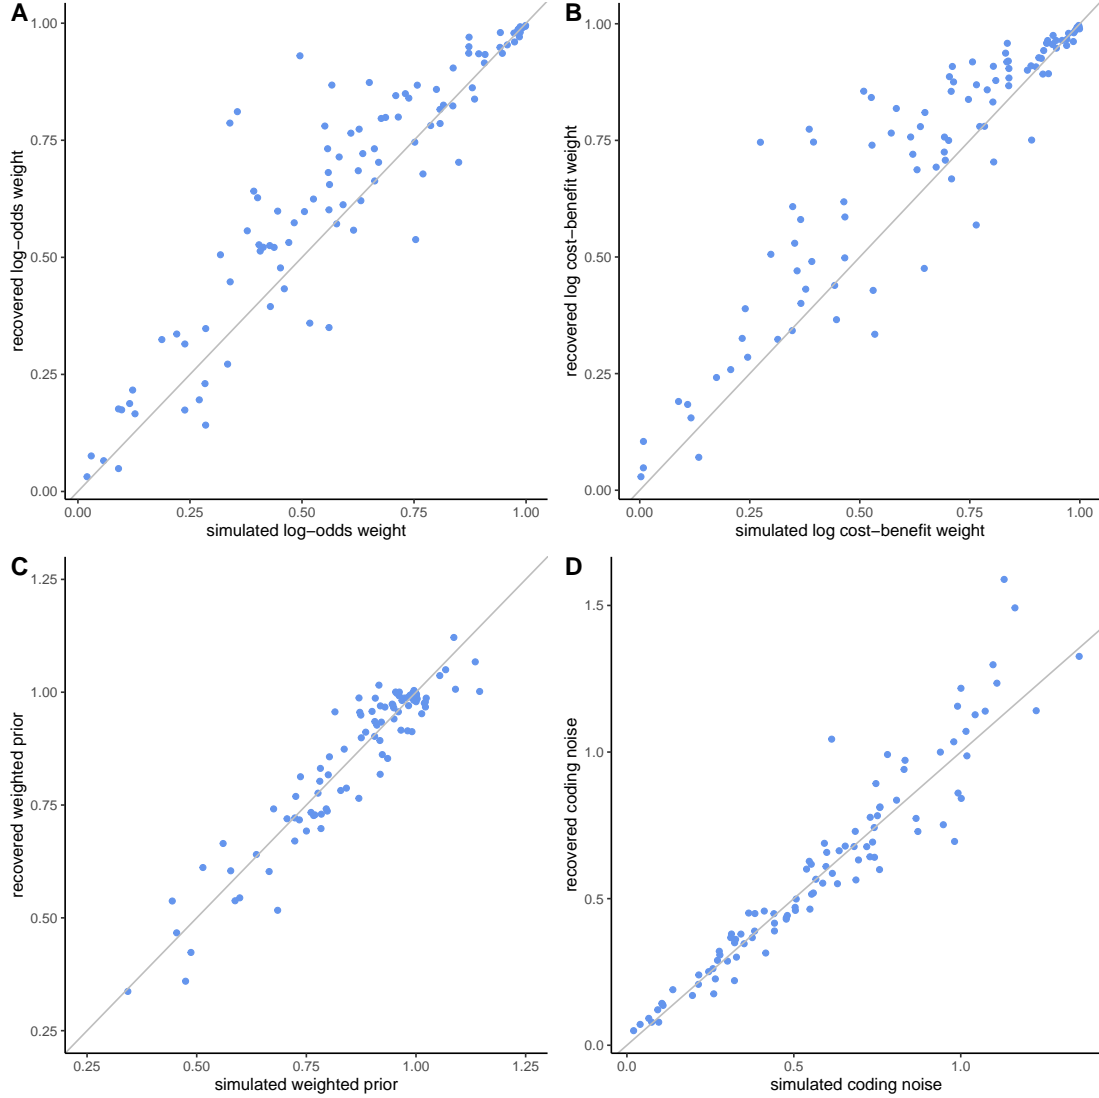 A
recovered log−odds weight
1.00
0.75
0.50
0.25
0.00
0.00 0.25 0.50 0.75 1.00
simulated log−odds weight
B
recovered log cost−benefit weight
1.00
0.75
0.50
0.25
0.00
0.00 0.25 0.50 0.75 1.00
simulated log cost−benefit weight
C
recovered weighted prior
1.25
1.00
0.75
0.50
0.25
0.25 0.50 0.75 1.00 1.25
simulated weighted prior
D
recovered coding noise
1.5
1.0
0.5
0.0
0.0 0.5 1.0
simulated coding noise